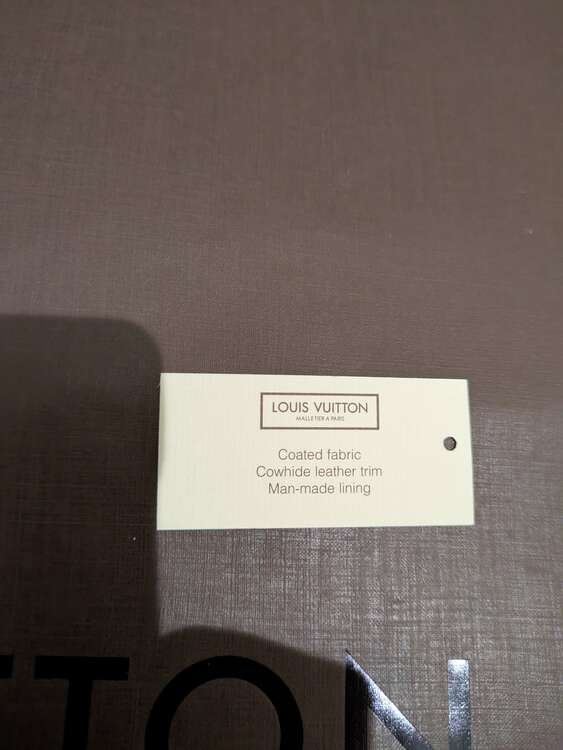 LOUIS VUITTON
MALLETIER A PARIS
Coated fabric
Cowhide leather trim
Man-made lining
TTON